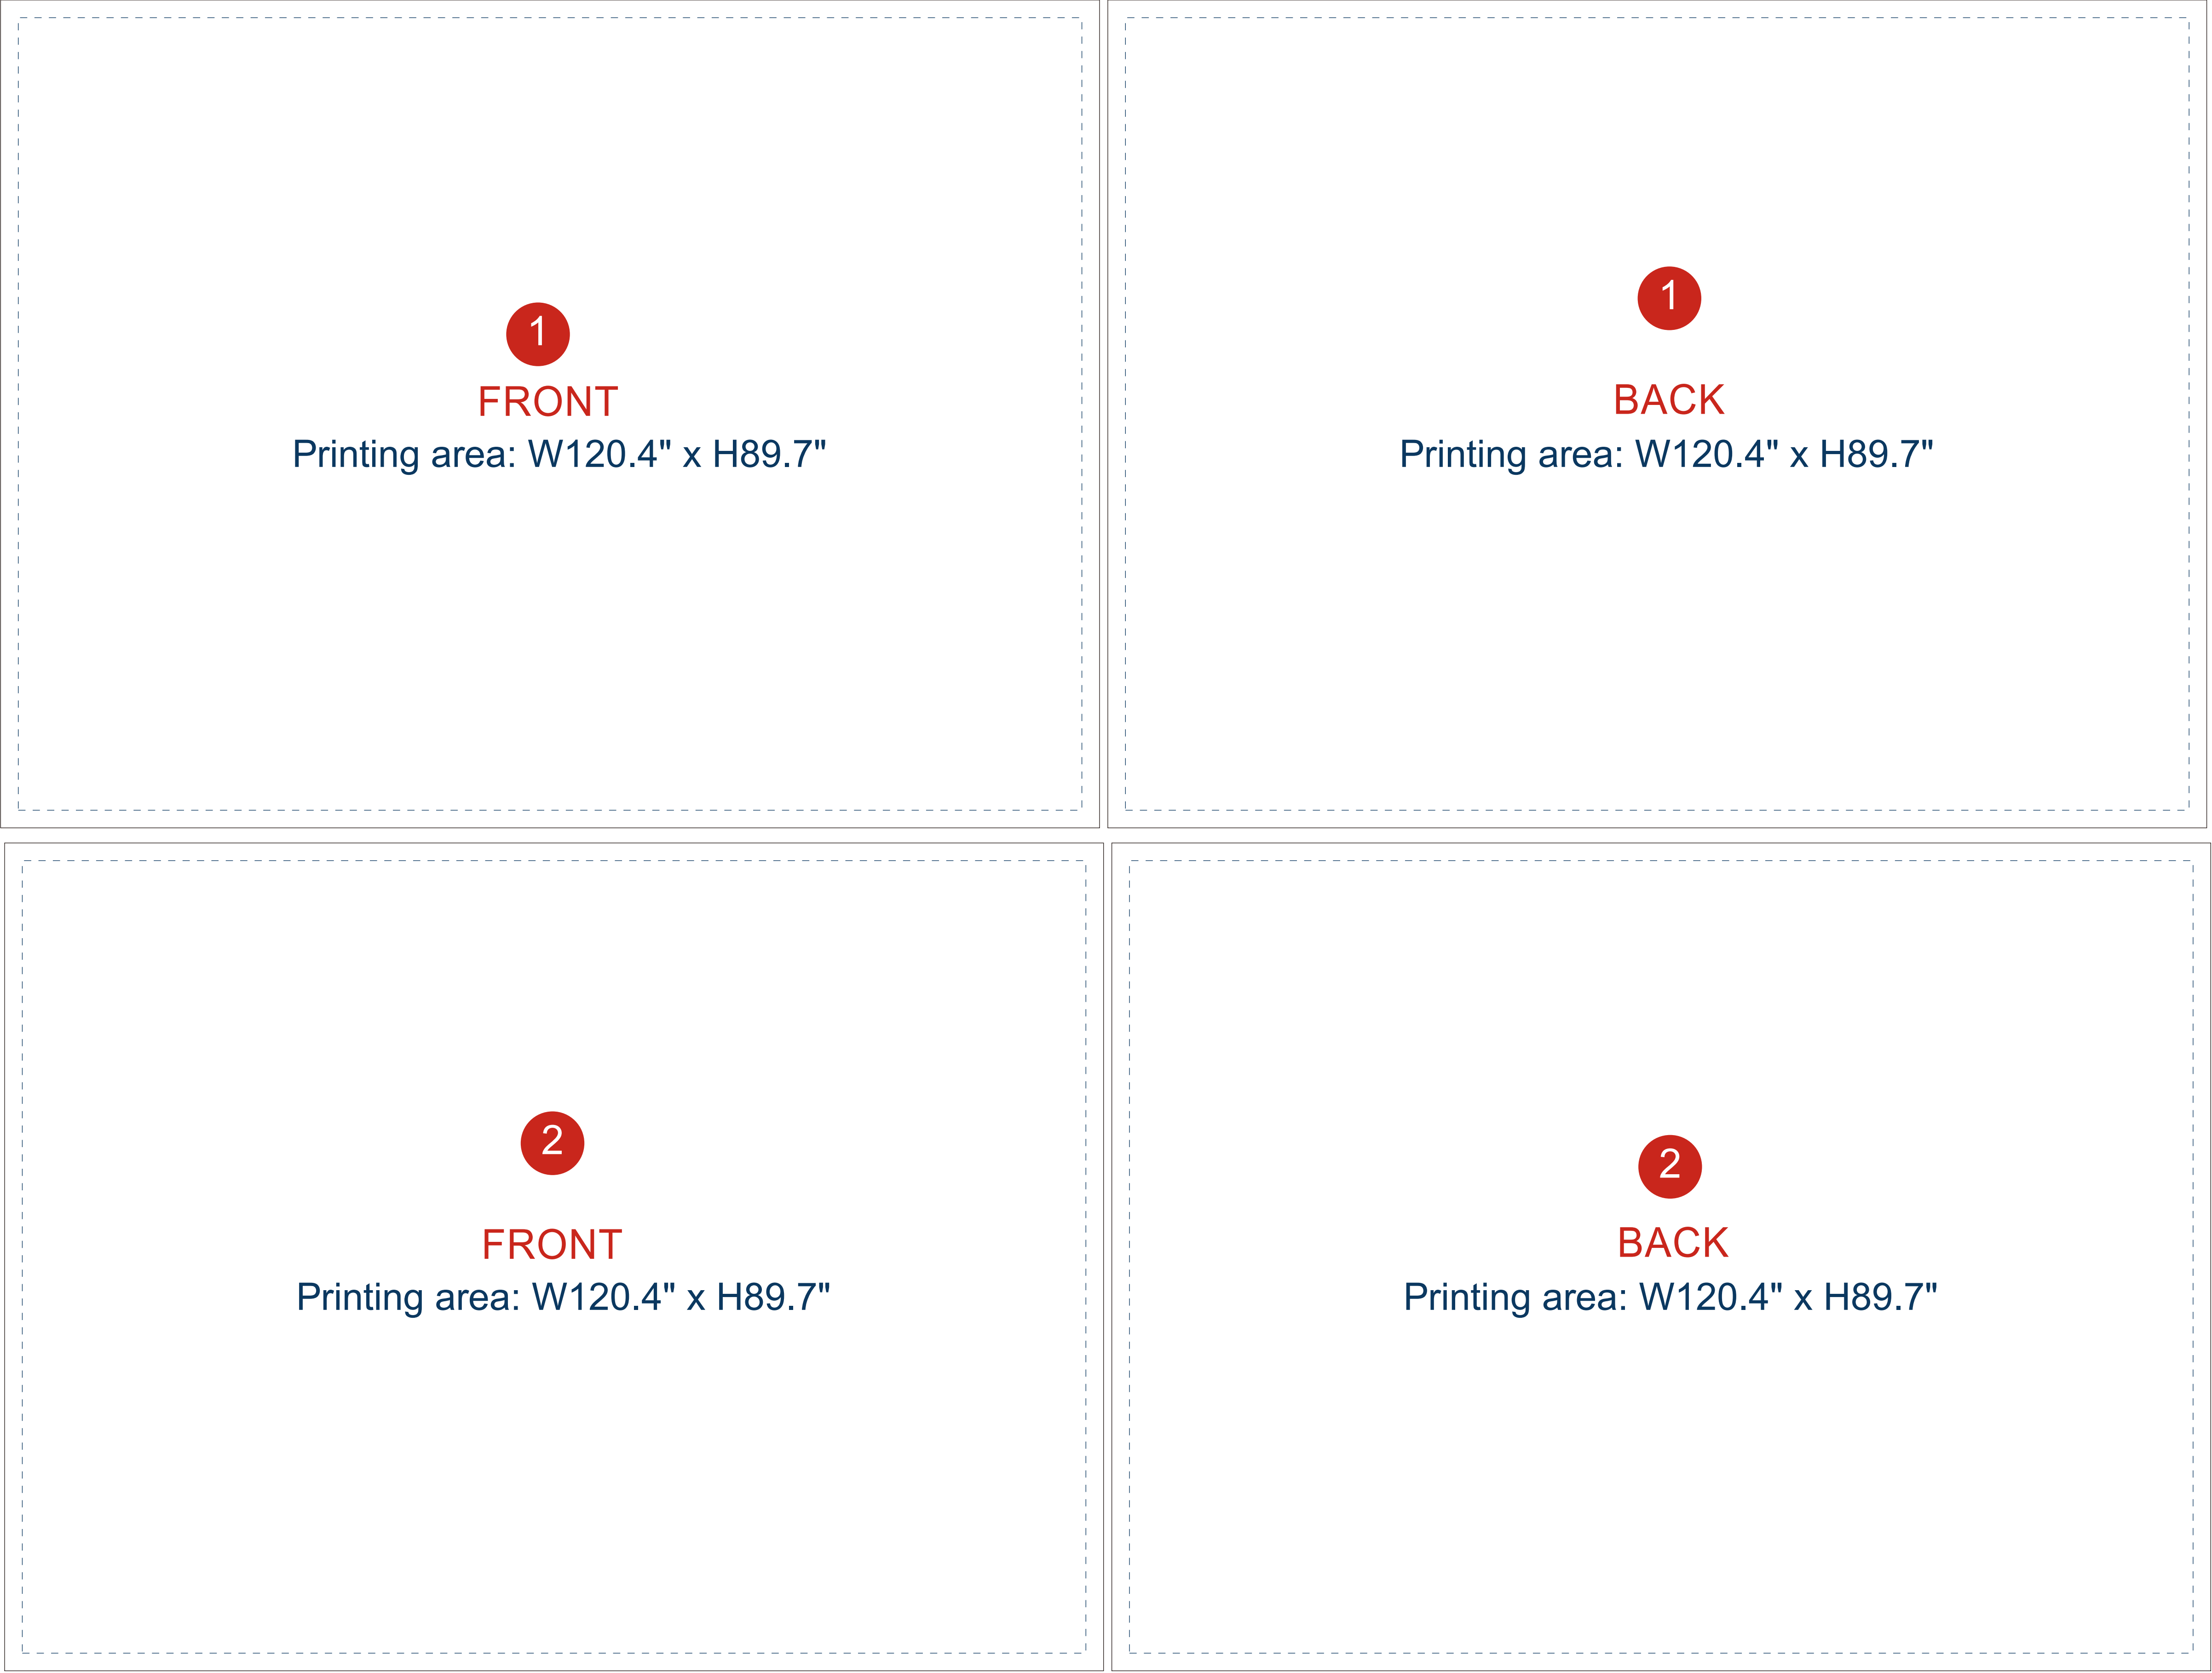 1
FRONT
Printing area: W120.4" x H89.7"
1
BACK
Printing area: W120.4" x H89.7"
2
FRONT
Printing area: W120.4" x H89.7"
2
BACK
Printing area: W120.4" x H89.7"